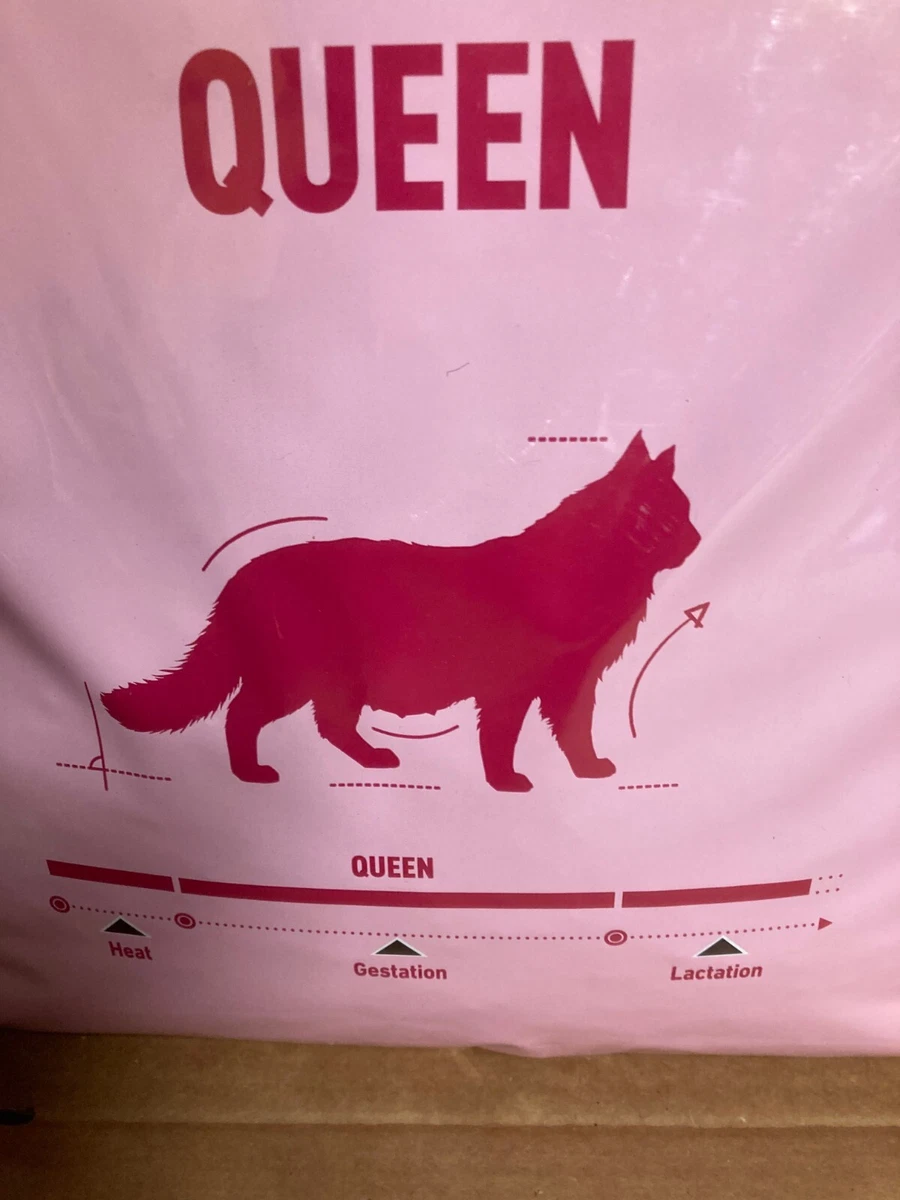 QUEEN
QUEEN
Heat
Gestation
Lactation